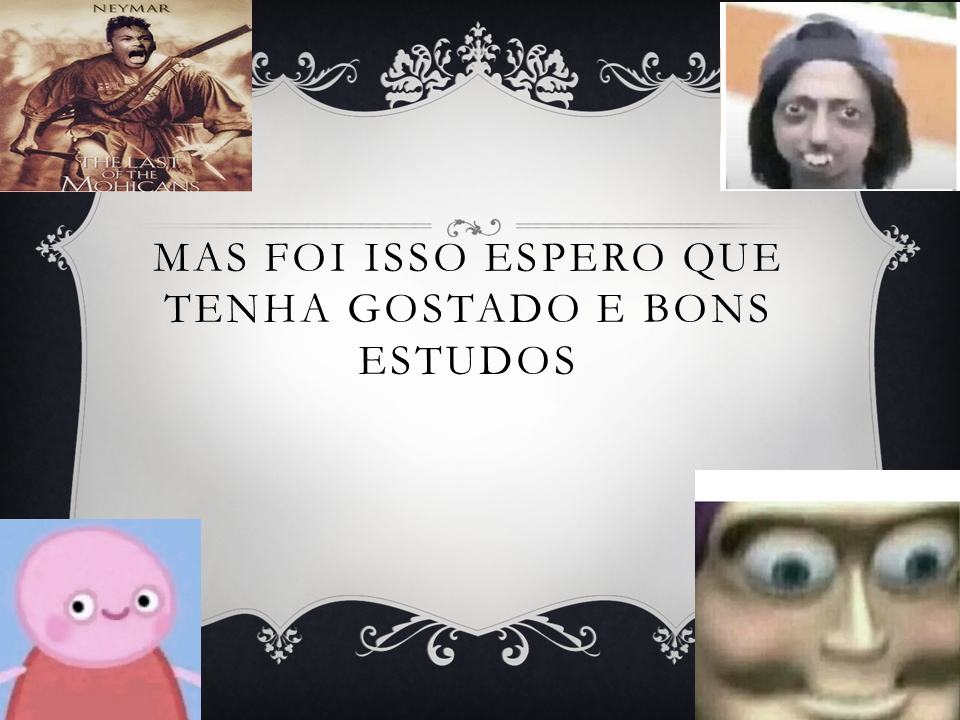 NEYMAR
THE LAST
OF THE
MOHICANS
MAS FOI ISSO ESPERO QUE
TENHA GOSTADO E BONS
ESTUDOS